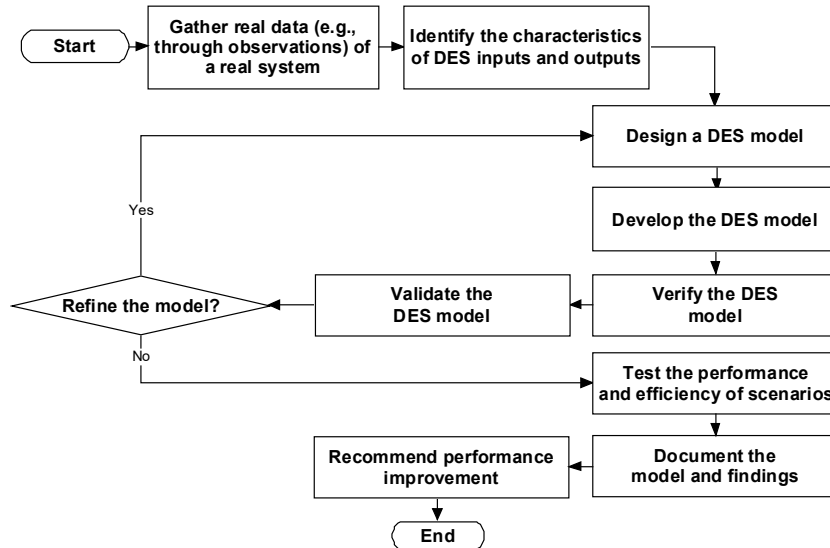 Start
Gather real data (e.g.,
through observations) of
a real system
Identify the characteristics
of DES inputs and outputs
Design a DES model
Yes
Develop the DES model
Refine the model?
Validate the
DES model
Verify the DES
model
No
Test the performance
and efficiency of scenarios
Recommend performance
improvement
Document the
model and findings
End